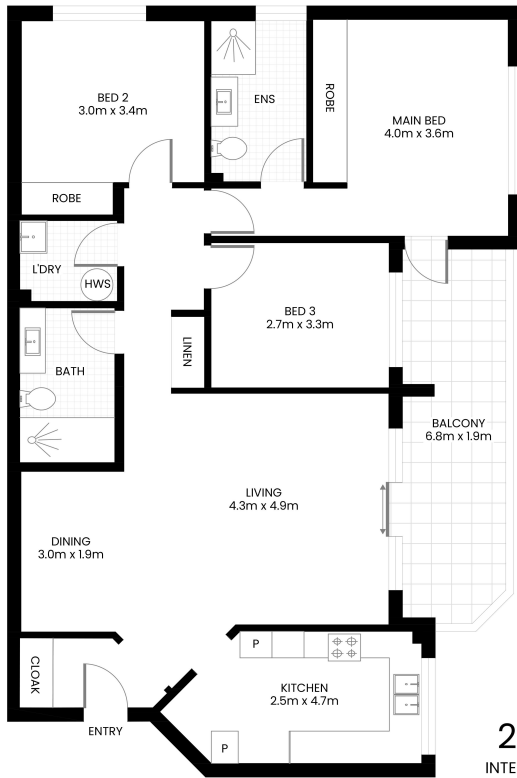 BED 2
3.0m x 3.4m
ENS
ROBE
MAIN BED
4.0m x 3.6m
ROBE
L'DRY
HWS
BED 3
2.7m x 3.3m
LINEN
BATH
BALCONY
6.8m x 1.9m
LIVING
4.3m x 4.9m
DINING
3.0m x 1.9m
P
CLOAK
KITCHEN
2.5m x 4.7m
ENTRY
P
2
INTE